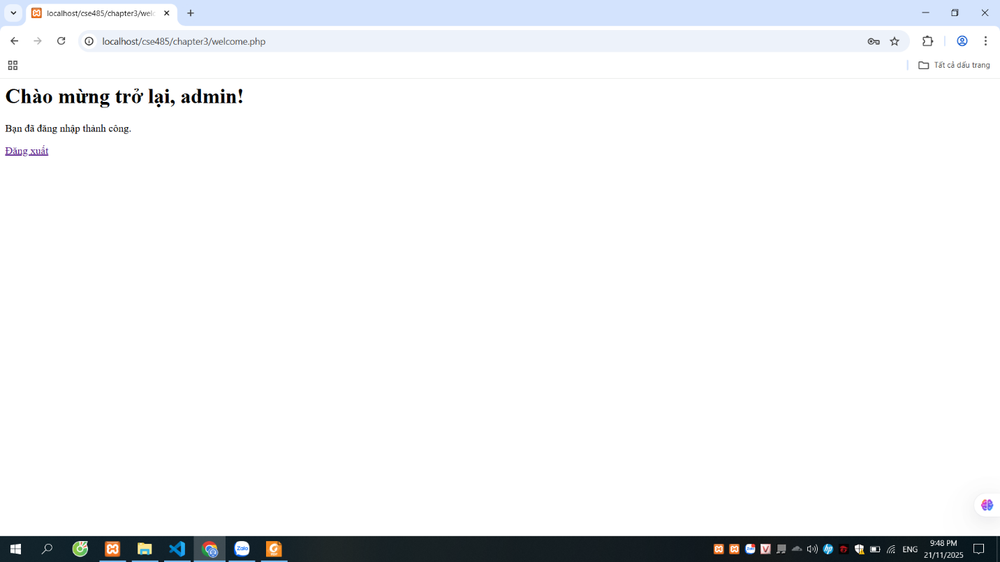 localhost/cse485/chapter3/welc
localhost/cse485/chapter3/welcome.php
Tất cả dấu trang
Chào mừng trở lại, admin!
Bạn đã đăng nhập thành công.
Đăng xuất
Zalo
ENG
9:48 PM
21/11/2025